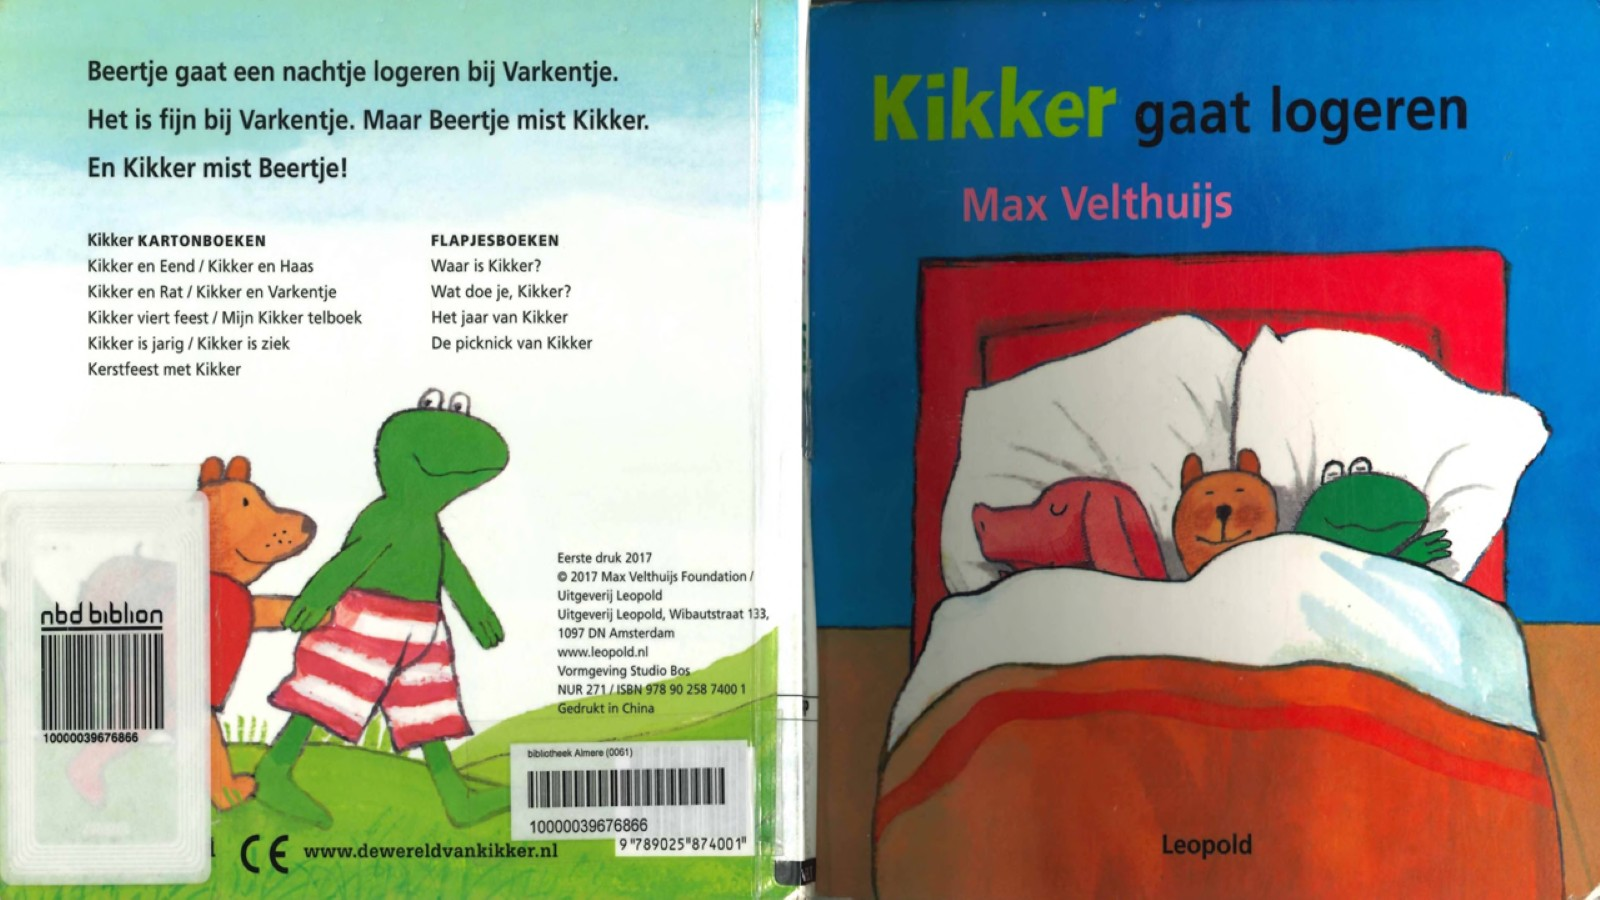 Beertje gaat een nachtje logeren bij Varkentje.
Het is fijn bij Varkentje. Maar Beertje mist Kikker.
En Kikker mist Beertje!
Kikker KARTONBOEKEN
Kikker en Eend / Kikker en Haas
Kikker en Rat / Kikker en Varkentje
Kikker viert feest / Mijn Kikker telboek
Kikker is jarig / Kikker is ziek
Kerstfeest met Kikker
FLAPJESBOEKEN
Waar is Kikker?
Wat doe je, Kikker?
Het jaar van Kikker
De picknick van Kikker
Eerste druk 2017
© 2017 Max Velthuijs Foundation /
Uitgeverij Leopold
Uitgeverij Leopold, Wibautstraat 133,
1097 DN Amsterdam
www.leopold.nl
Vormgeving Studio Bos
NUR 271 / ISBN 978 90 258 7400 1
Gedrukt in China
nbd biblion
10000039676866
bibliotheek Almere (0061)
10000039676866
9 "789025"874001"
CE www.dewereldvankikker.nl
Kikker gaat logeren
Max Velthuijs
Leopold